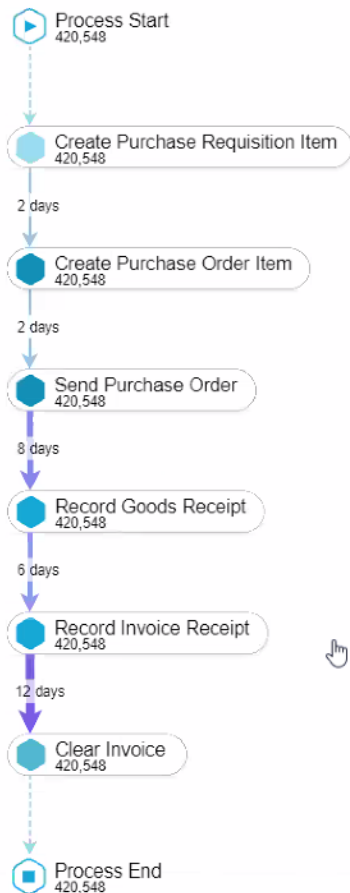 Process Start
420,548
Create Purchase Requisition Item
420,548
2 days
Create Purchase Order Item
420,548
2 days
Send Purchase Order
420,548
8 days
Record Goods Receipt
420,548
6 days
Record Invoice Receipt
420,548
12 days
Clear Invoice
420,548
Process End
420,548